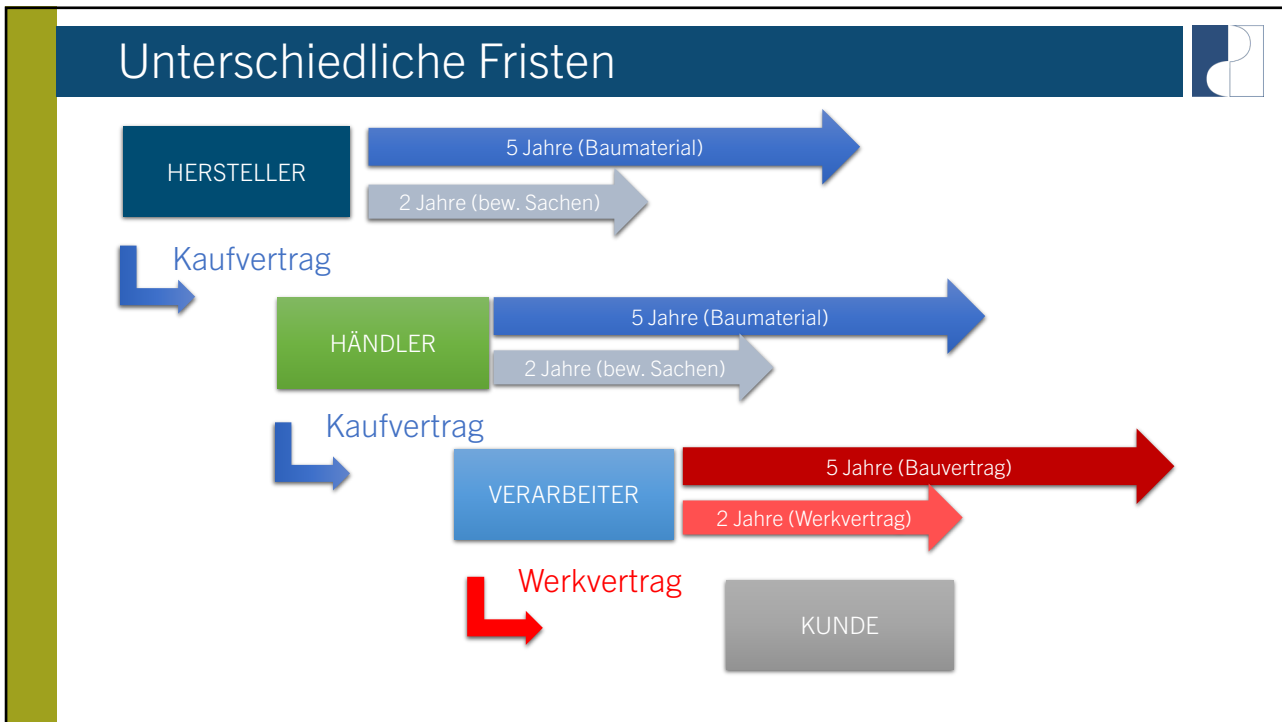 Unterschiedliche Fristen
HERSTELLER
5 Jahre (Baumaterial)
2 Jahre (bew. Sachen)
Kaufvertrag
HÄNDLER
5 Jahre (Baumaterial)
2 Jahre (bew. Sachen)
Kaufvertrag
VERARBEITER
5 Jahre (Bauvertrag)
2 Jahre (Werkvertrag)
Werkvertrag
KUNDE